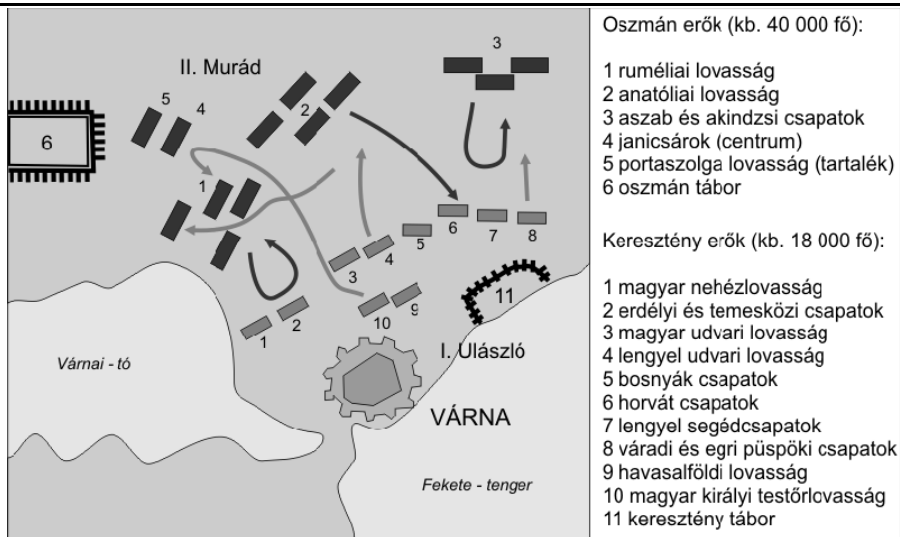 II. Murád
3
5
4
2
6
1
6
5
7
8
4
3
2
1
10
9
11
I. Ulászló
VÁRNA
Várnai - tó
Fekete - tenger
Oszmán erők (kb. 40 000 fő):
1 ruméliai lovasság
2 anatóliai lovasság
3 aszab és akindzsi csapatok
4 janicsárok (centrum)
5 portaszolga lovasság (tartalék)
6 oszmán tábor
Keresztény erők (kb. 18 000 fő):
1 magyar nehézlovasság
2 erdélyi és temesközi csapatok
3 magyar udvari lovasság
4 lengyel udvari lovasság
5 bosnyák csapatok
6 horvát csapatok
7 lengyel segédcsapatok
8 váradi és egri püspöki csapatok
9 havasalföldi lovasság
10 magyar királyi testőrlovasság
11 keresztény tábor